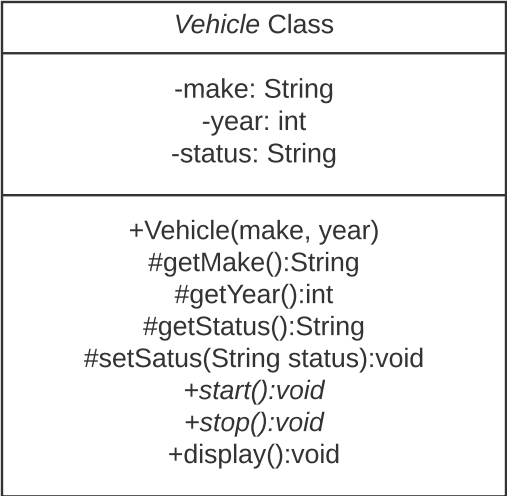 Vehicle Class
-make: String
-year: int
-status: String
+Vehicle(make, year)
#getMake():String
#getYear():int
#getStatus():String
#setSatus(String status):void
+start():void
+stop():void
+display():void